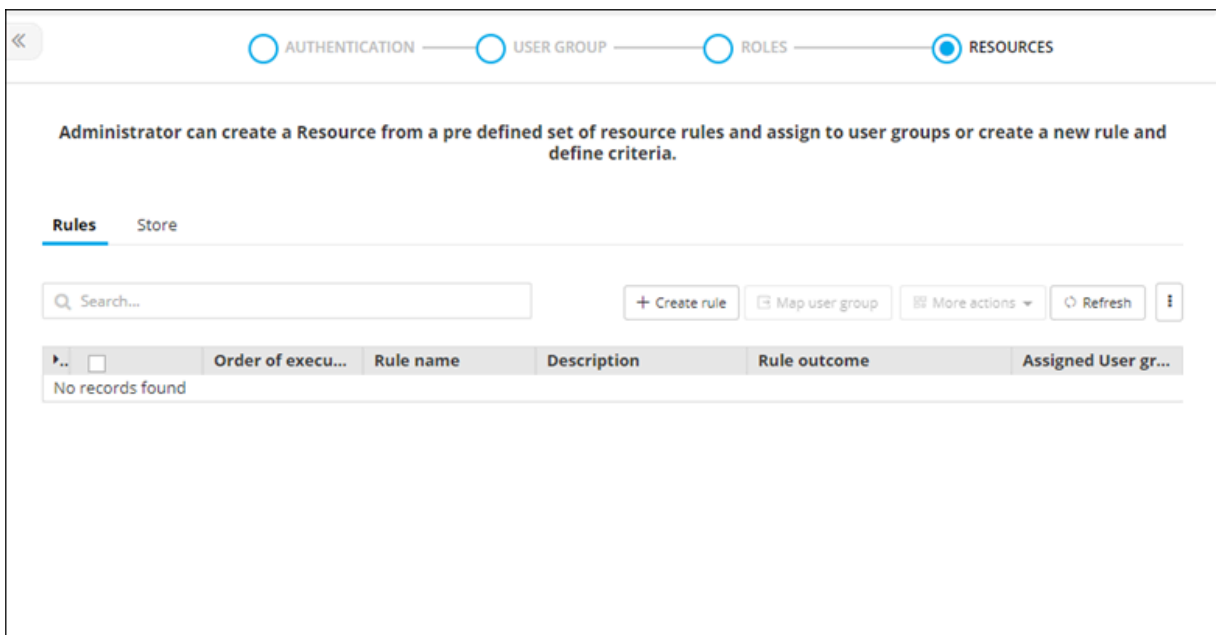 AUTHENTICATION USER GROUP ROLES RESOURCES
Administrator can create a Resource from a pre defined set of resource rules and assign to user groups or create a new rule and
define criteria.
Rules Store
Search... + Create rule Map user group More actions Refresh
.. Order of execu... Rule name Description Rule outcome Assigned User gr...
No records found